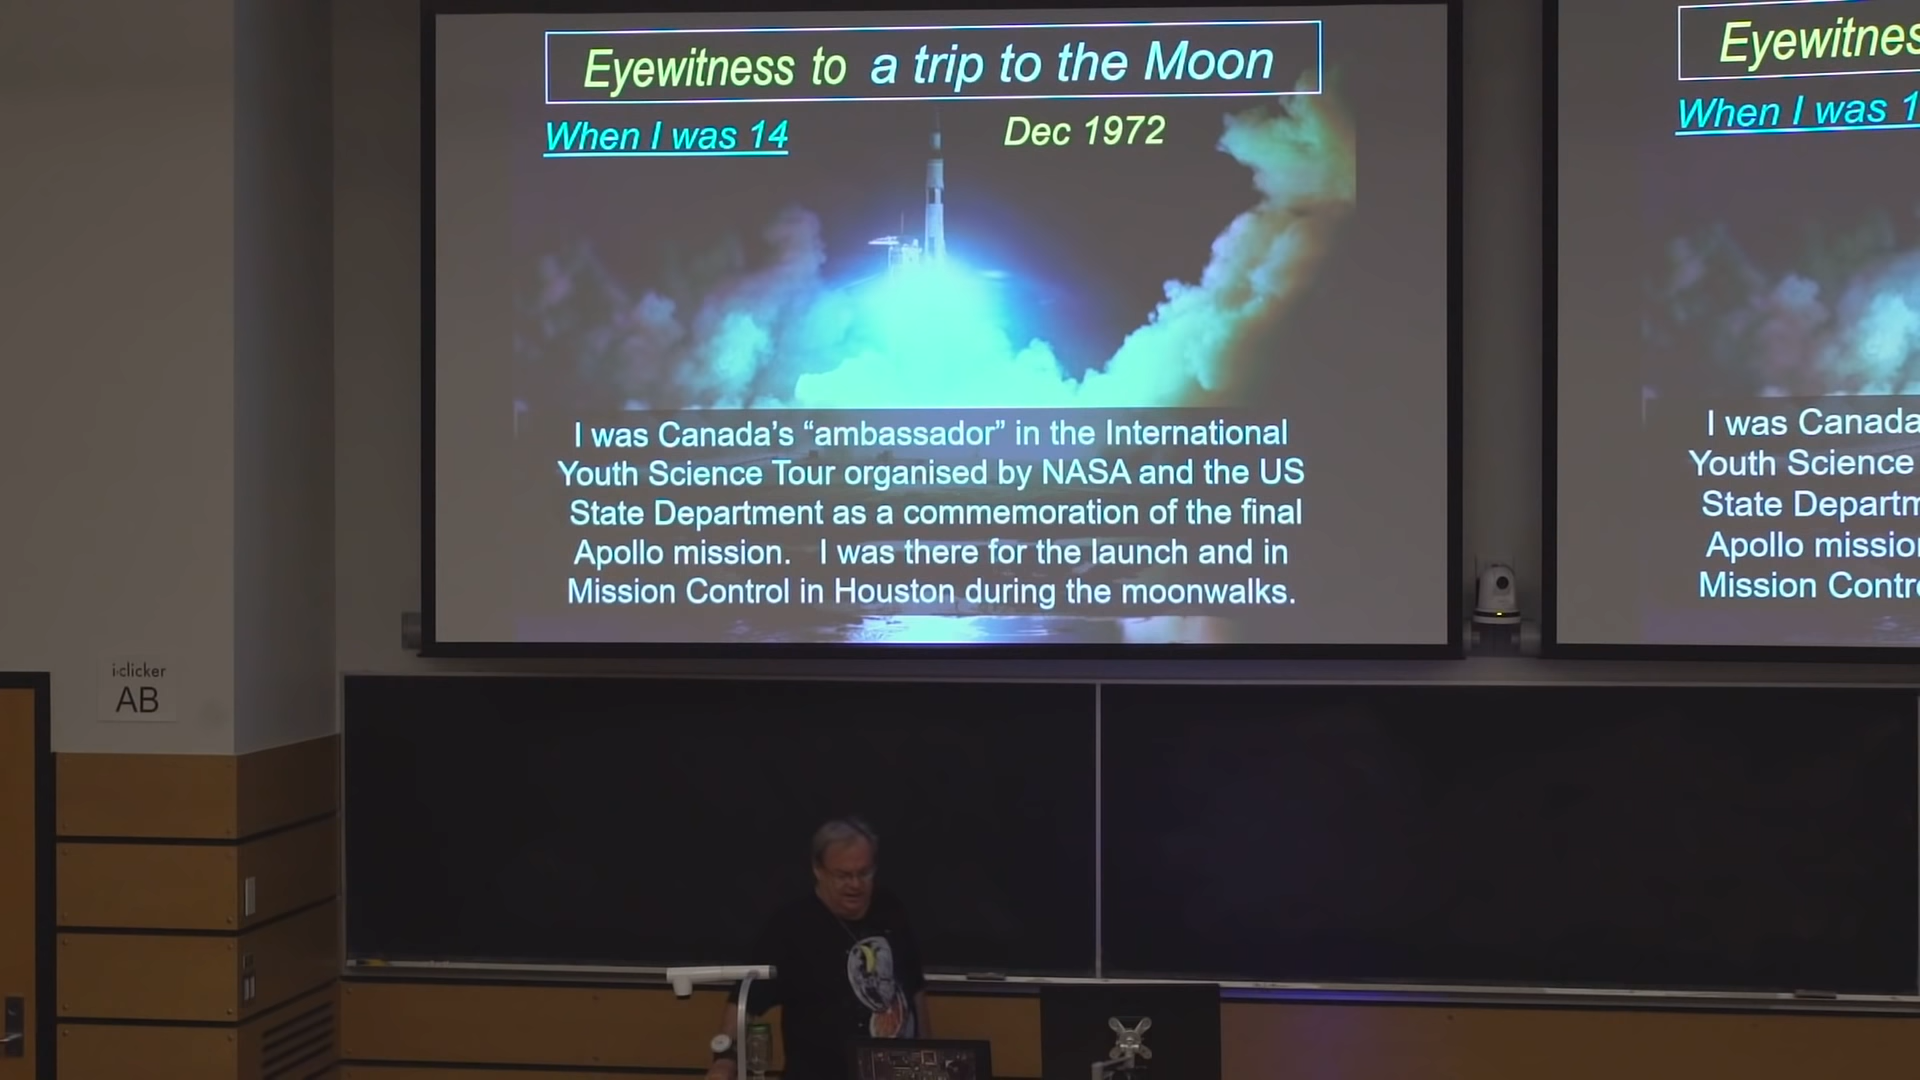 Eyewitness to a trip to the Moon
When I was 14
Dec 1972
I was Canada's “ambassador” in the International
Youth Science Tour organised by NASA and the US
State Department as a commemoration of the final
Apollo mission. I was there for the launch and in
Mission Control in Houston during the moonwalks.
Eyewitnes
When I was 1
I was Canada
Youth Science
State Departm
Apollo mission
Mission Contro
i-clicker
AB